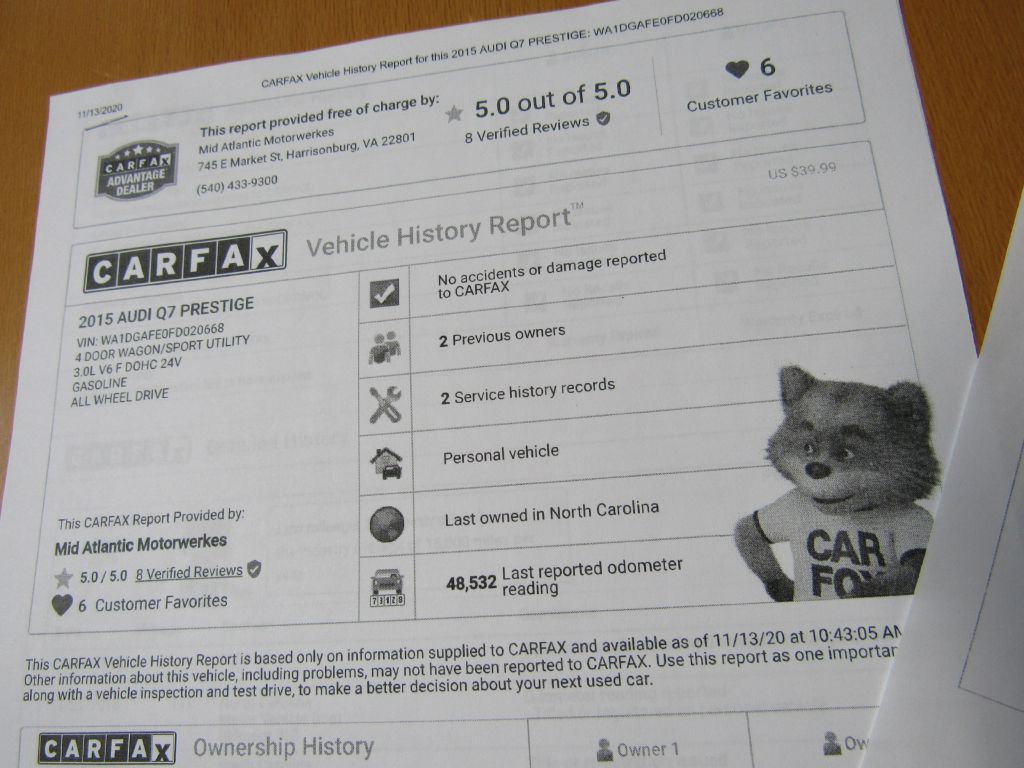 CARFAX Vehicle History Report for this 2015 AUDI Q7 PRESTIGE: WA1DGAFE0FD020668
11/13/2020
CARFAX
ADVANTAGE
DEALER
This report provided free of charge by:
Mid Atlantic Motorwerkes
745 E Market St, Harrisonburg, VA 22801
(540) 433-9300
5.0 out of 5.0
8 Verified Reviews
6
Customer Favorites
US $39.99
CARFAX Vehicle History Report™
2015 AUDI Q7 PRESTIGE
VIN: WA1DGAFE0FD020668
4 DOOR WAGON/SPORT UTILITY
3.0L V6 F DOHC 24V
GASOLINE
ALL WHEEL DRIVE
No accidents or damage reported
to CARFAX
2 Previous owners
2 Service history records
Personal vehicle
Last owned in North Carolina
48,532 Last reported odometer
reading
This CARFAX Report Provided by:
Mid Atlantic Motorwerkes
5.0 / 5.0 8 Verified Reviews
6 Customer Favorites
CAR
FOX
This CARFAX Vehicle History Report is based only on information supplied to CARFAX and available as of 11/13/20 at 10:43:05 AM
Other information about this vehicle, including problems, may not have been reported to CARFAX. Use this report as one importan
along with a vehicle inspection and test drive, to make a better decision about your next used car.
CARFAX Ownership History
Owner 1
Ow